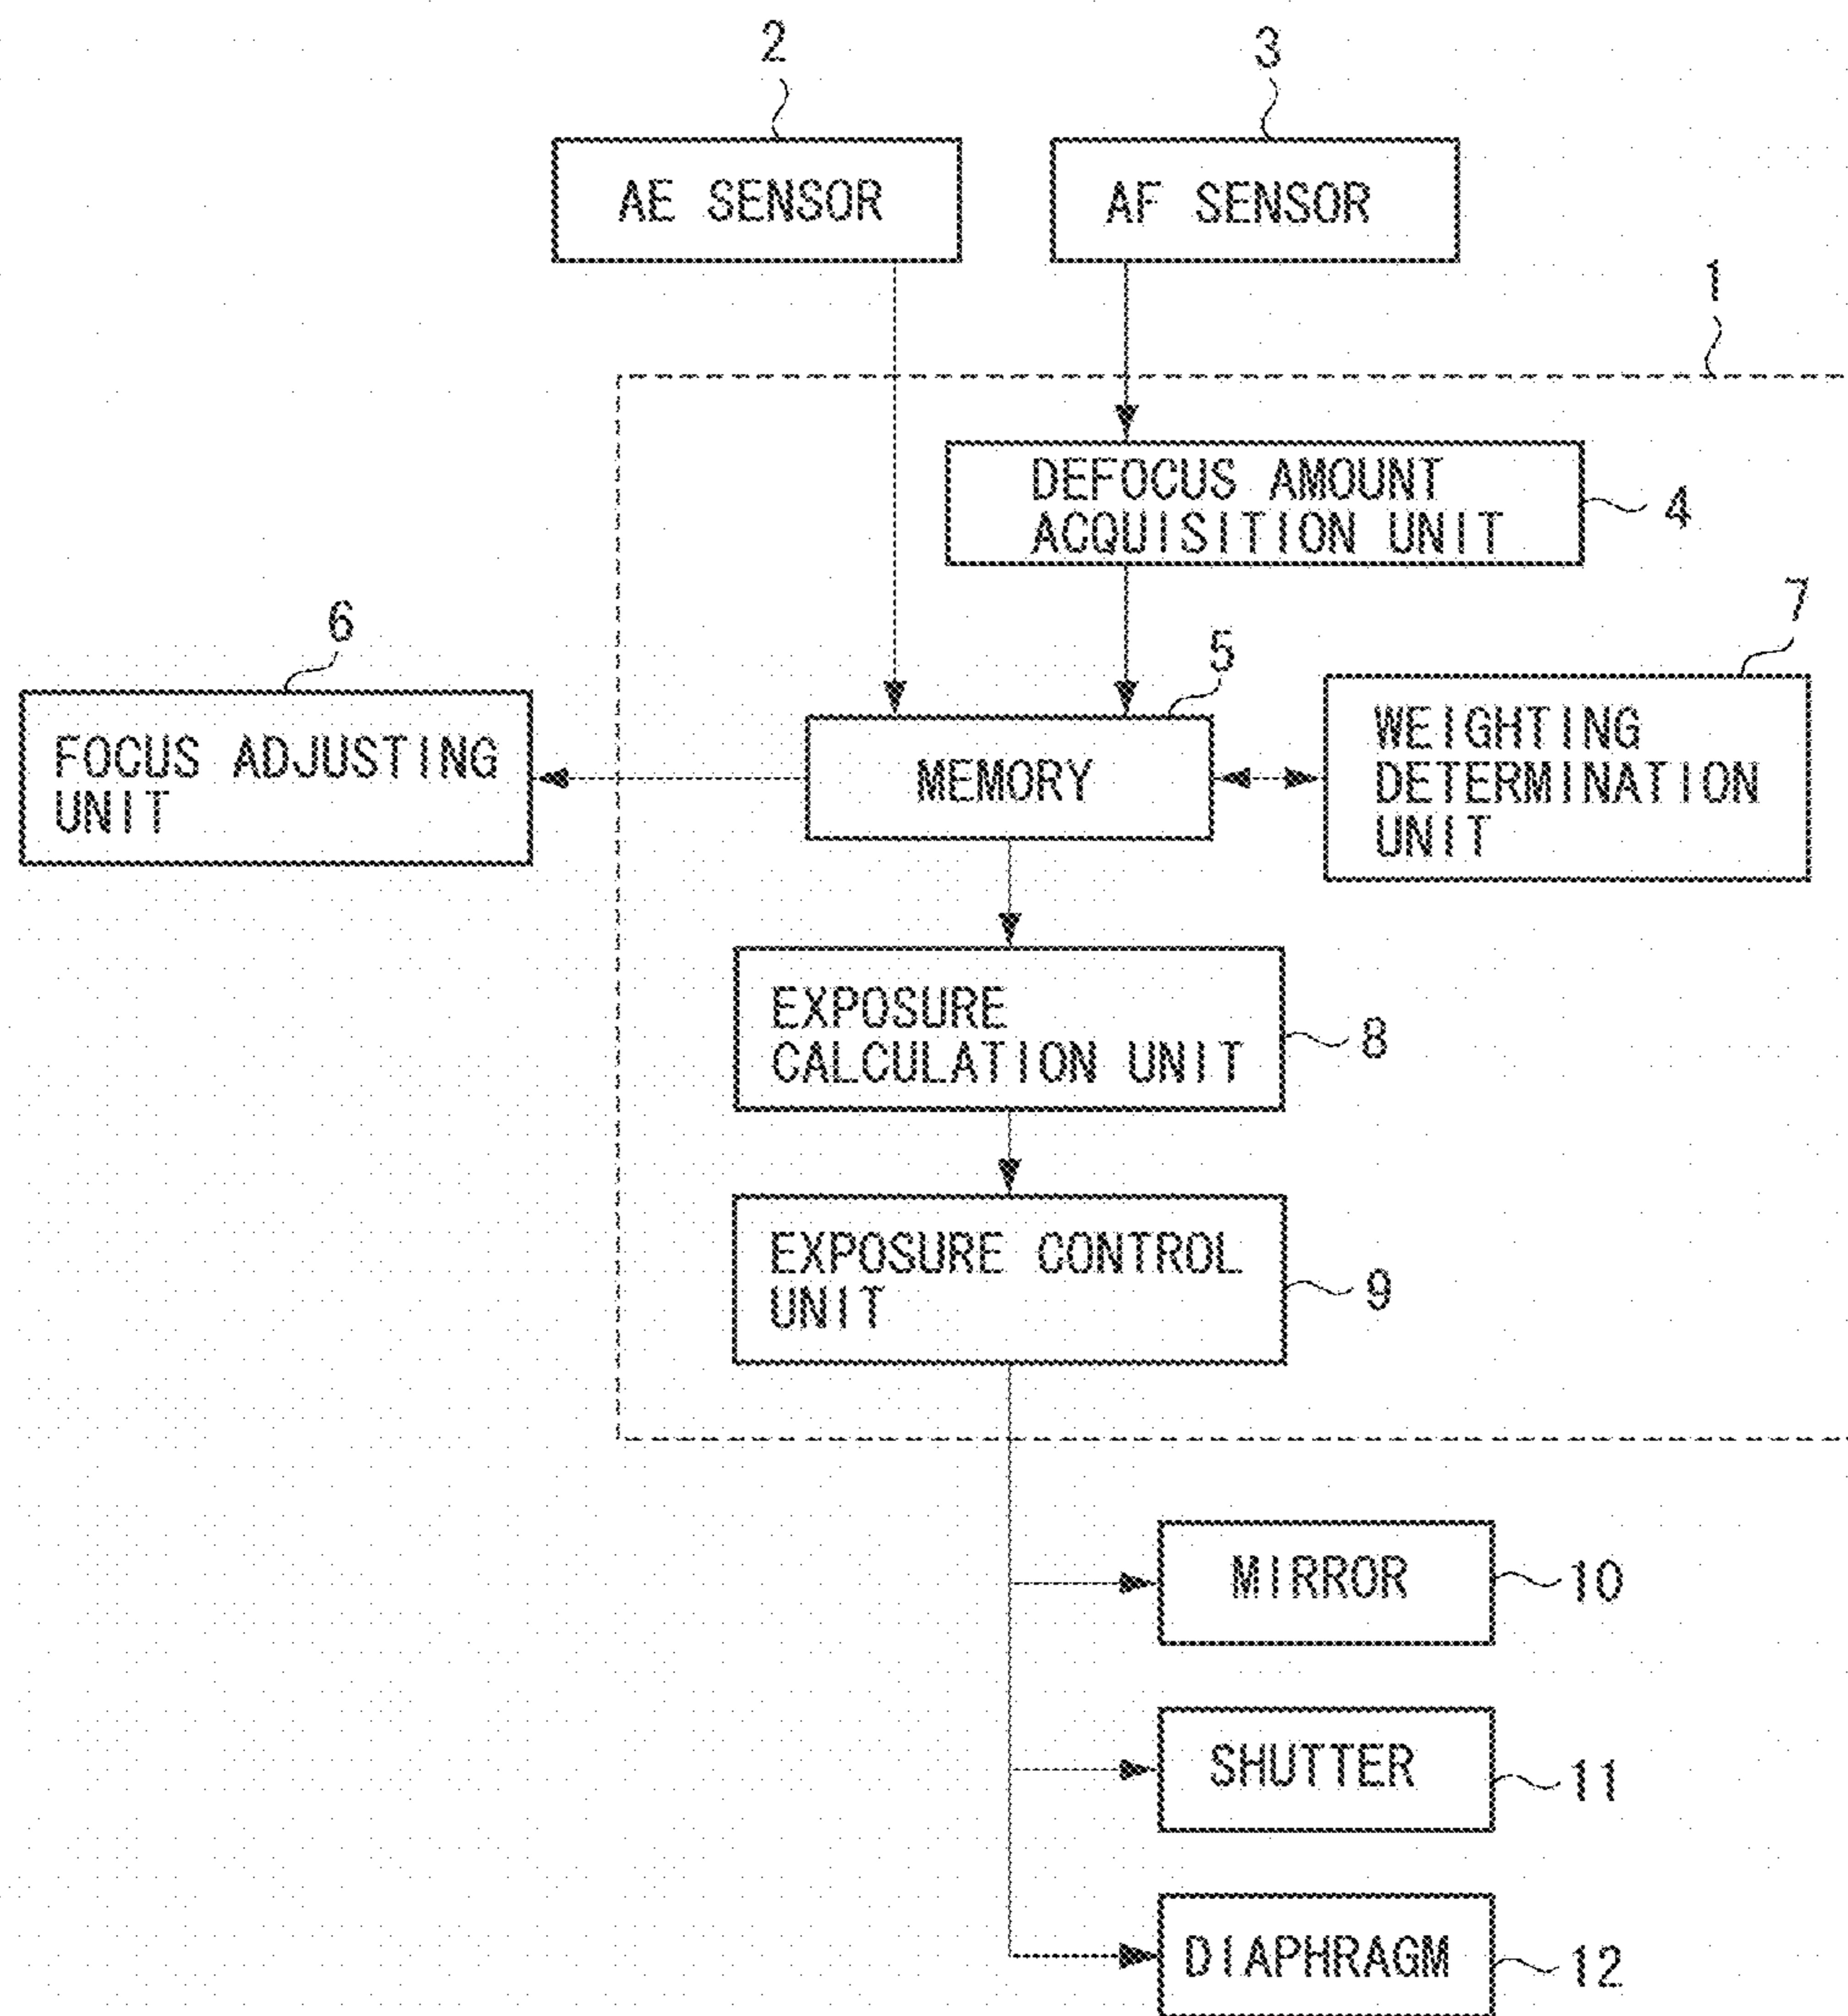 2
3
AE SENSOR
AF SENSOR
1
DEFOCUS AMOUNT
ACQUISITION UNIT
4
6
5
7
FOCUS ADJUSTING
UNIT
MEMORY
WEIGHTING
DETERMINATION
UNIT
EXPOSURE
CALCULATION UNIT
8
EXPOSURE CONTROL
UNIT
9
MIRROR
10
SHUTTER
11
DIAPHRAGM
12